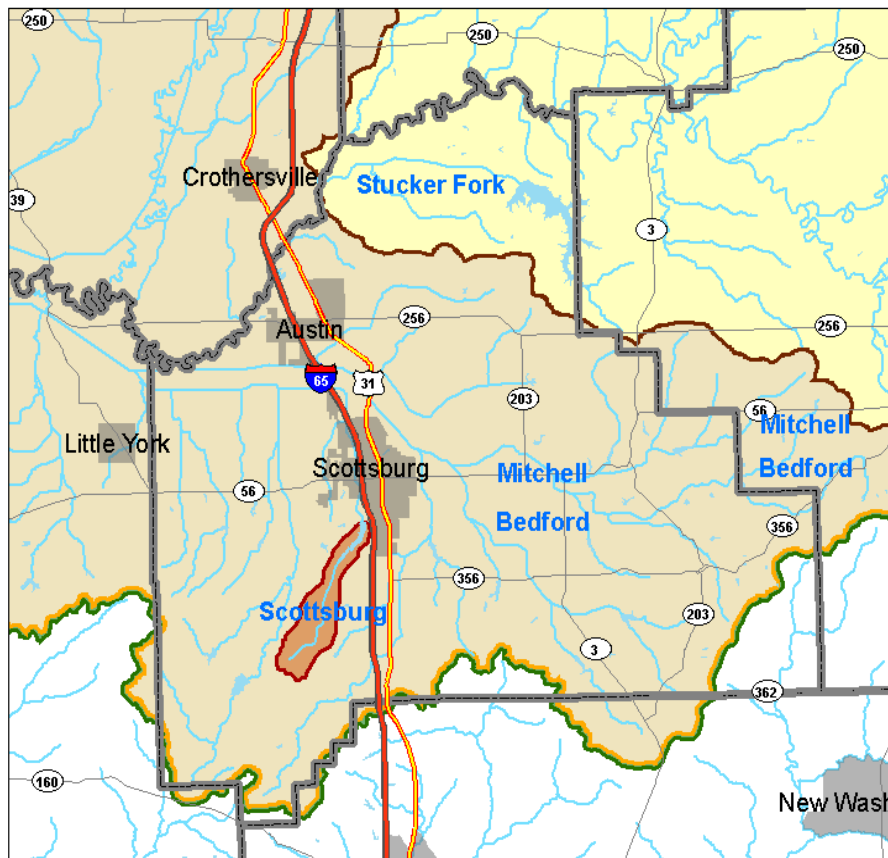 250
250
250
Crothersville
Stucker Fork
39
3
Austin
256
256
65
31
203
56
Mitchell
Bedford
Little York
Scottsburg
Mitchell
Bedford
56
356
356
Scottsburg
203
3
362
160
New Wash